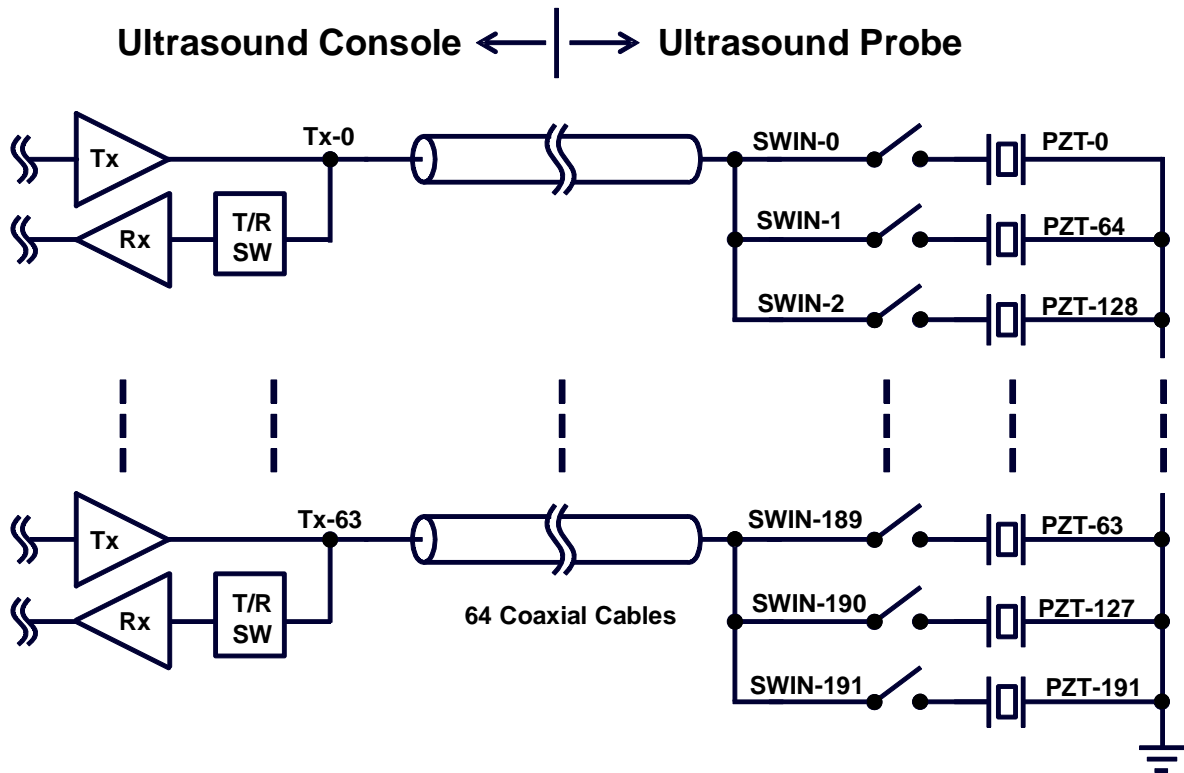 Ultrasound Console
Ultrasound Probe
Tx-0
Tx
Rx
T/R
SW
SWIN-0
PZT-0
SWIN-1
PZT-64
SWIN-2
PZT-128
Tx-63
Tx
Rx
T/R
SW
64 Coaxial Cables
SWIN-189
PZT-63
SWIN-190
PZT-127
SWIN-191
PZT-191